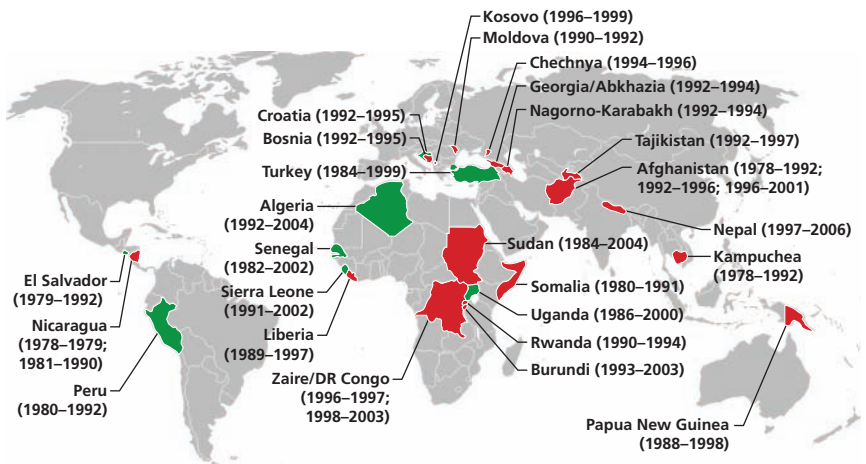 Kosovo (1996–1999)
Moldova (1990–1992)
Chechnya (1994–1996)
Georgia/Abkhazia (1992–1994)
Nagorno-Karabakh (1992–1994)
Croatia (1992–1995)
Bosnia (1992–1995)
Turkey (1984–1999)
Tajikistan (1992–1997)
Afghanistan (1978–1992;
1992–1996; 1996–2001)
Algeria
(1992–2004)
Nepal (1997–2006)
Senegal
(1982–2002)
Sudan (1984–2004)
Kampuchea
(1978–1992)
El Salvador
(1979–1992)
Sierra Leone
(1991–2002)
Somalia (1980–1991)
Uganda (1986–2000)
Nicaragua
(1978–1979;
1981–1990)
Liberia
(1989–1997)
Rwanda (1990–1994)
Burundi (1993–2003)
Peru
(1980–1992)
Zaire/DR Congo
(1996–1997;
1998–2003)
Papua New Guinea
(1988–1998)